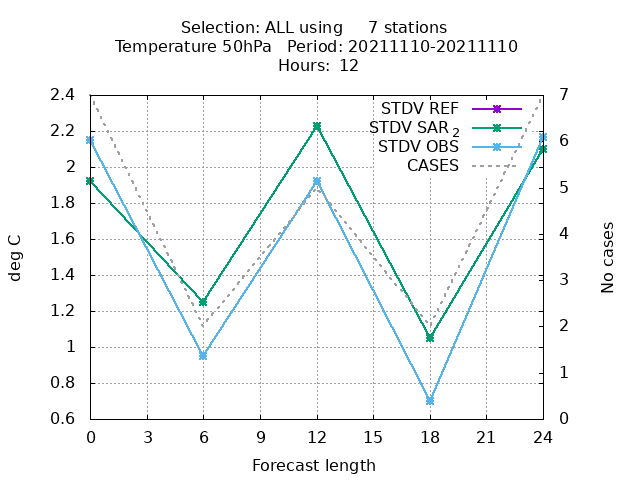 Selection: ALL using     7 stations
Temperature 50hPa   Period: 20211110-20211110
Hours: 12
2.4
2.2
2
1.8
1.6
1.4
1.2
1
0.8
0.6
deg C
STDV REF
STDV SAR2
STDV OBS
CASES
7
6
5
4
3
2
1
0
No cases
0 3 6 9 12 15 18 21 24
Forecast length